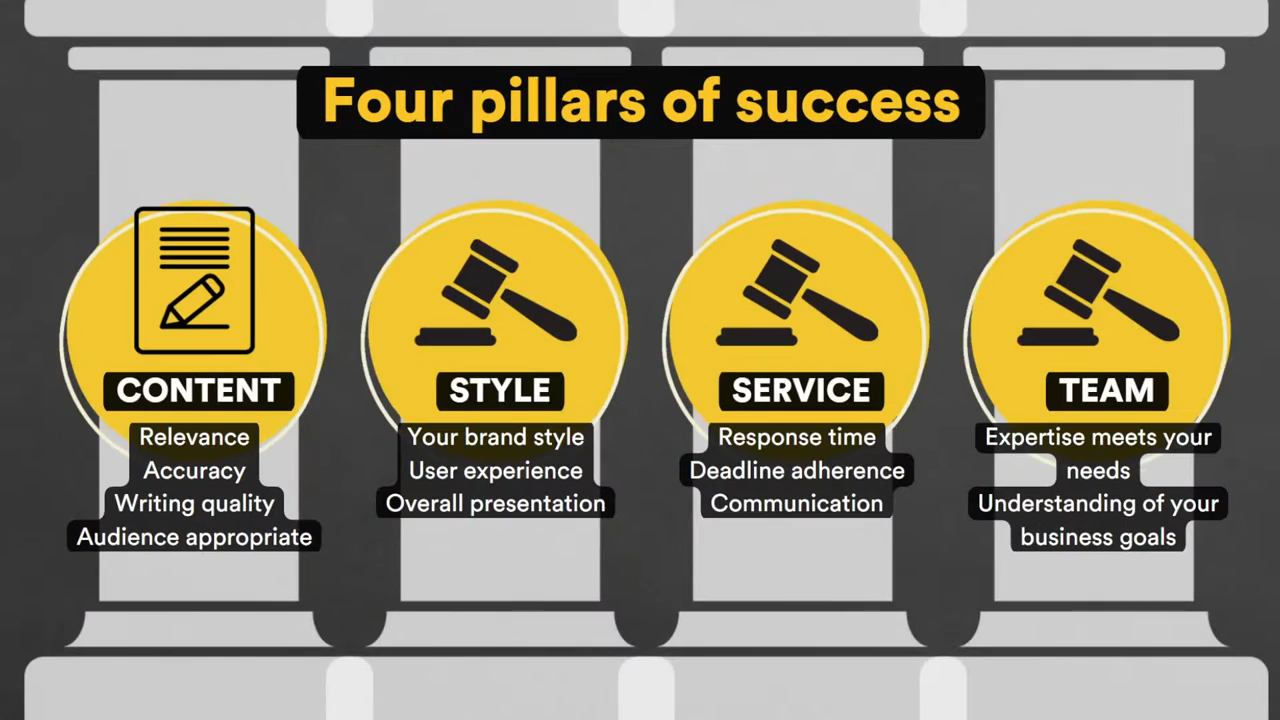 Four pillars of success
CONTENT
Relevance
Accuracy
Writing quality
Audience appropriate
STYLE
Your brand style
User experience
Overall presentation
SERVICE
Response time
Deadline adherence
Communication
TEAM
Expertise meets your
needs
Understanding of your
business goals